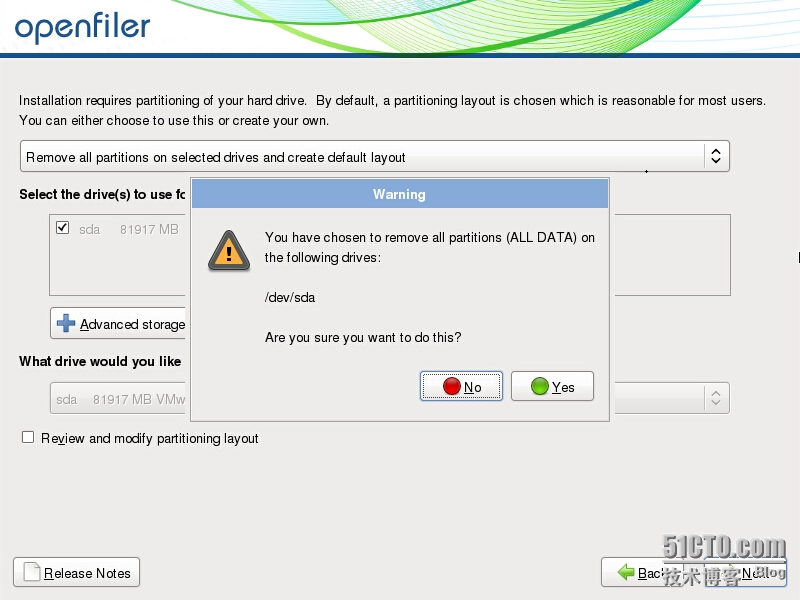 openfiler
Installation requires partitioning of your hard drive.  By default, a partitioning layout is chosen which is reasonable for most users.
You can either choose to use this or create your own.
Remove all partitions on selected drives and create default layout
Select the drive(s) to use fo
sda 81917 MB
Advanced storage
What drive would you like
sda 81917 MB VMw
Review and modify partitioning layout
Warning
You have chosen to remove all partitions (ALL DATA) on
the following drives:
/dev/sda
Are you sure you want to do this?
No Yes
Release Notes Back Next
51CTO.com
技术博客 Blog